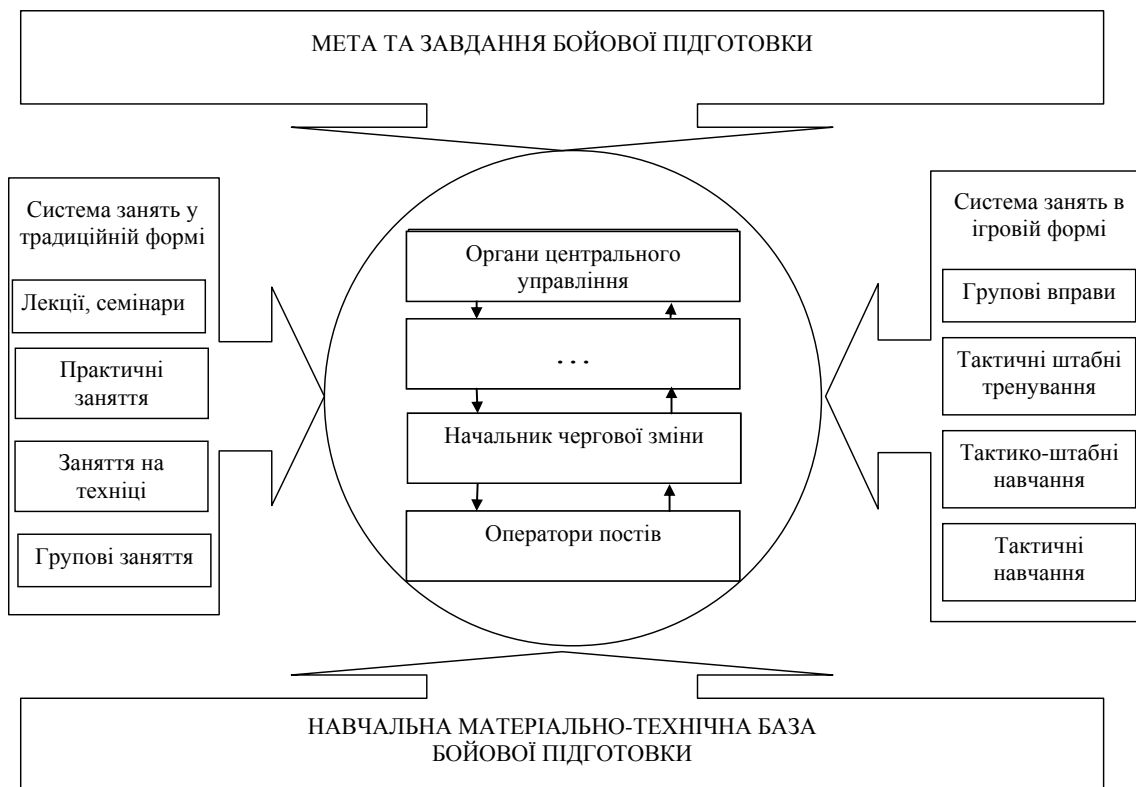 МЕТА ТА ЗАВДАННЯ БОЙОВОЇ ПІДГОТОВКИ
Система занять у
традиційній формі
Лекції, семінари
Практичні
заняття
Заняття на
техніці
Групові заняття
Органи центрального
управління
...
Начальник чергової зміни
Оператори постів
Система занять в
ігровій формі
Групові вправи
Тактичні штабні
тренування
Тактико-штабні
навчання
Тактичні
навчання
НАВЧАЛЬНА МАТЕРІАЛЬНО-ТЕХНІЧНА БАЗА
БОЙОВОЇ ПІДГОТОВКИ